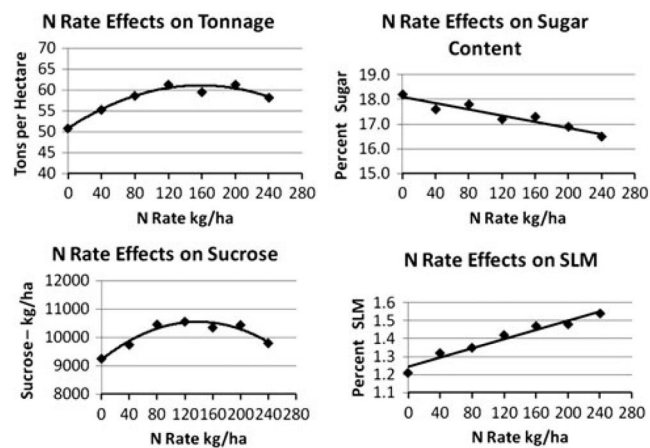 N Rate Effects on Tonnage
Tons per Hectare
70
65
60
55
50
45
40
0 40 80 120 160 200 240 280
N Rate kg/ha
N Rate Effects on Sugar
Content
Percent Sugar
19.0
18.0
17.0
16.0
15.0
0 40 80 120 160 200 240 280
N Rate kg/ha
N Rate Effects on Sucrose
Sucrose– kg/ha
12000
11000
10000
9000
8000
0 40 80 120 160 200 240 280
N Rate kg/ha
N Rate Effects on SLM
Percent SLM
1.6
1.5
1.4
1.3
1.2
1.1
0 40 80 120 160 200 240 280
N Rate kg/ha